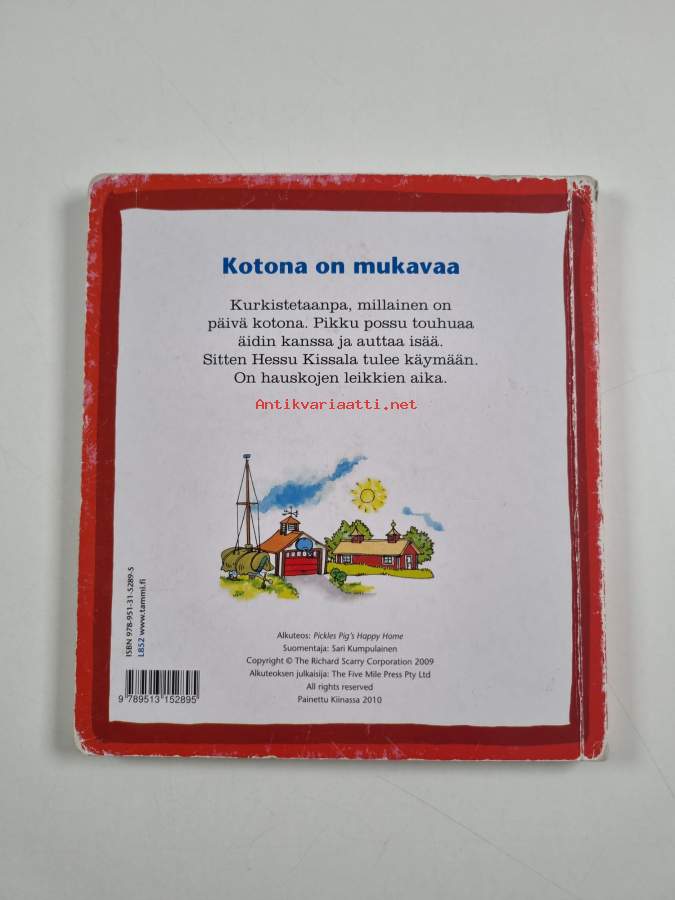 Kotona on mukavaa
Kurkistetaanpa, millainen on
päivä kotona. Pikku possu touhuaa
äidin kanssa ja auttaa isää.
Sitten Hessu Kissala tulee käymään.
On hauskojen leikkien aika.
Antikvariaatti.net
Alkuteos: Pickles Pig's Happy Home
Suomentaja: Sari Kumpulainen
Copyright © The Richard Scarry Corporation 2009
Alkuteoksen julkaisija: The Five Mile Press Pty Ltd
All rights reserved
Painettu Kiinassa 2010
ISBN 978-951-31-5289-5
L85.2 www.tammi.fi
9 789513 152895